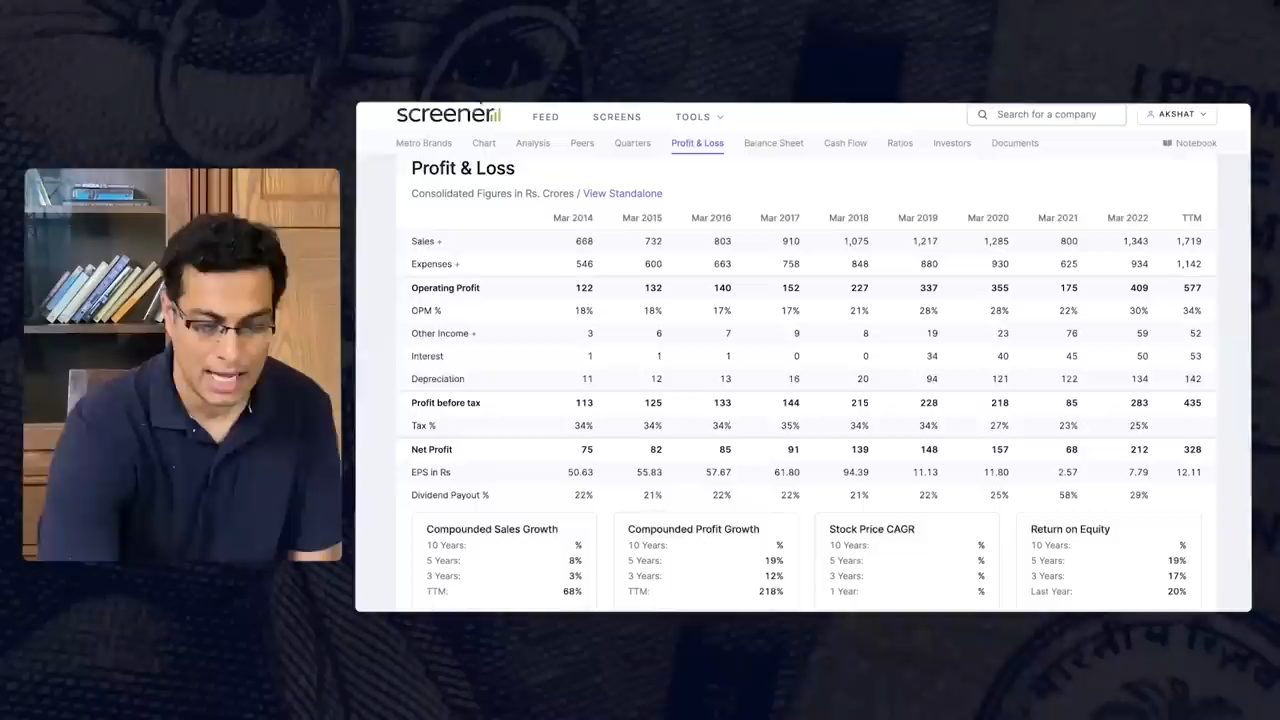 I PROM
screener
FEED SCREENS TOOLS
Search for a company
AKSHAT
Metro Brands Chart Analysis Peers Quarters Profit & Loss Balance Sheet Cash Flow Ratios Investors Documents Notebook
Profit & Loss
Consolidated Figures in Rs. Crores / View Standalone
Mar 2014 Mar 2015 Mar 2016 Mar 2017 Mar 2018 Mar 2019 Mar 2020 Mar 2021 Mar 2022 TTM
Sales + 668 732 803 910 1,075 1,217 1,285 800 1,343 1,719
Expenses + 546 600 663 758 848 880 930 625 934 1,142
Operating Profit 122 132 140 152 227 337 355 175 409 577
OPM % 18% 18% 17% 17% 21% 28% 28% 22% 30% 34%
Other Income + 3 6 7 9 8 19 23 76 59 52
Interest 1 1 1 0 0 34 40 45 50 53
Depreciation 11 12 13 16 20 94 121 122 134 142
Profit before tax 113 125 133 144 215 228 218 85 283 435
Tax % 34% 34% 34% 35% 34% 34% 27% 23% 25%
Net Profit 75 82 85 91 139 148 157 68 212 328
EPS in Rs 50.63 55.83 57.67 61.80 94.39 11.13 11.80 2.57 7.79 12.11
Dividend Payout % 22% 21% 22% 22% 21% 22% 25% 58% 29%
Compounded Sales Growth
10 Years: %
5 Years: 8%
3 Years: 3%
TTM: 68%
Compounded Profit Growth
10 Years: %
5 Years: 19%
3 Years: 12%
TTM: 218%
Stock Price CAGR
10 Years: %
5 Years: %
3 Years: %
1 Year: %
Return on Equity
10 Years: %
5 Years: 19%
3 Years: 17%
Last Year: 20%